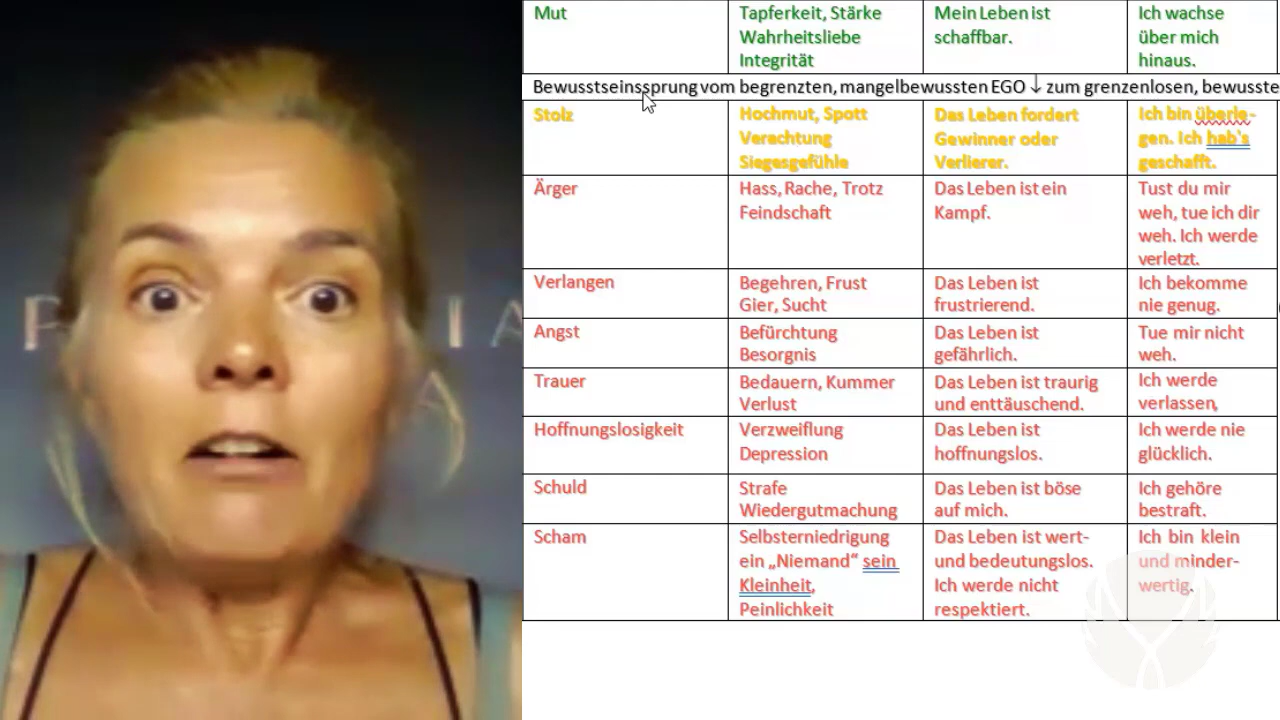 Mut
Tapferkeit, Stärke
Wahrheitsliebe
Integrität
Mein Leben ist
schaffbar.
Ich wachse
über mich
hinaus.
Bewusstseinssprung vom begrenzten, mangelbewussten EGO ↓ zum grenzenlosen, bewusste
Stolz
Hochmut, Spott
Verachtung
Siegesgefühle
Das Leben fordert
Gewinner oder
Verlierer.
Ich bin überle-
gen. Ich hab's
geschafft.
Ärger
Hass, Rache, Trotz
Feindschaft
Das Leben ist ein
Kampf.
Tust du mir
weh, tue ich dir
weh. Ich werde
verletzt.
Verlangen
Begehren, Frust
Gier, Sucht
Das Leben ist
frustrierend.
Ich bekomme
nie genug.
Angst
Befürchtung
Besorgnis
Das Leben ist
gefährlich.
Tue mir nicht
weh.
Trauer
Bedauern, Kummer
Verlust
Das Leben ist traurig
und enttäuschend.
Ich werde
verlassen,
Hoffnungslosigkeit
Verzweiflung
Depression
Das Leben ist
hoffnungslos.
Ich werde nie
glücklich.
Schuld
Strafe
Wiedergutmachung
Das Leben ist böse
auf mich.
Ich gehöre
bestraft.
Scham
Selbsterniedrigung
ein „Niemand“ sein
Kleinheit,
Peinlichkeit
Das Leben ist wert-
und bedeutungslos.
Ich werde nicht
respektiert.
Ich bin klein
und minder-
wertig.